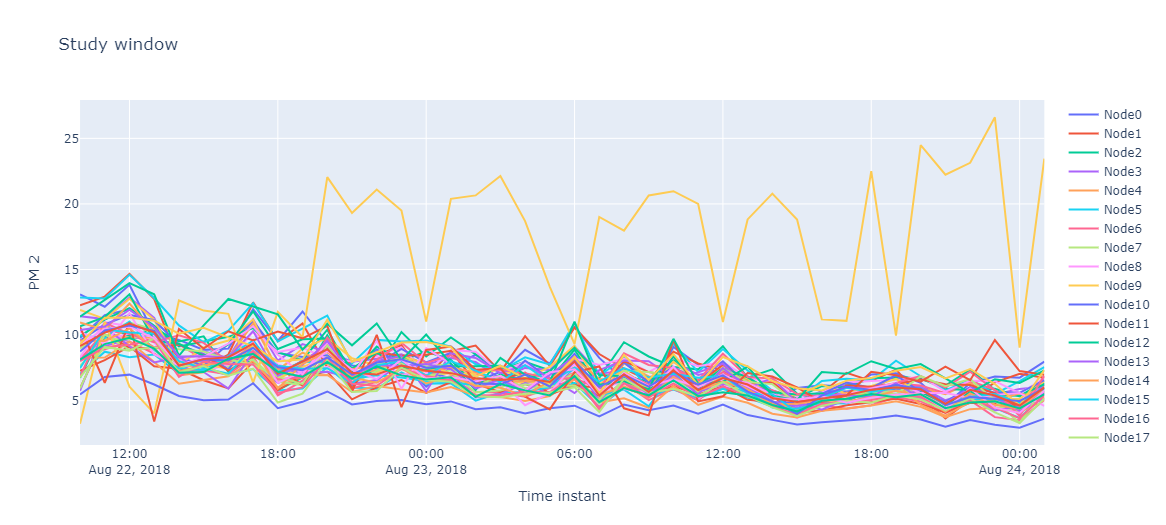 Study window
PM 2
25
20
15
10
5
12:00
Aug 22, 2018
18:00
00:00
Aug 23, 2018
06:00
12:00
18:00
00:00
Aug 24, 2018
Time instant
Node0
Node1
Node2
Node3
Node4
Node5
Node6
Node7
Node8
Node9
Node10
Node11
Node12
Node13
Node14
Node15
Node16
Node17